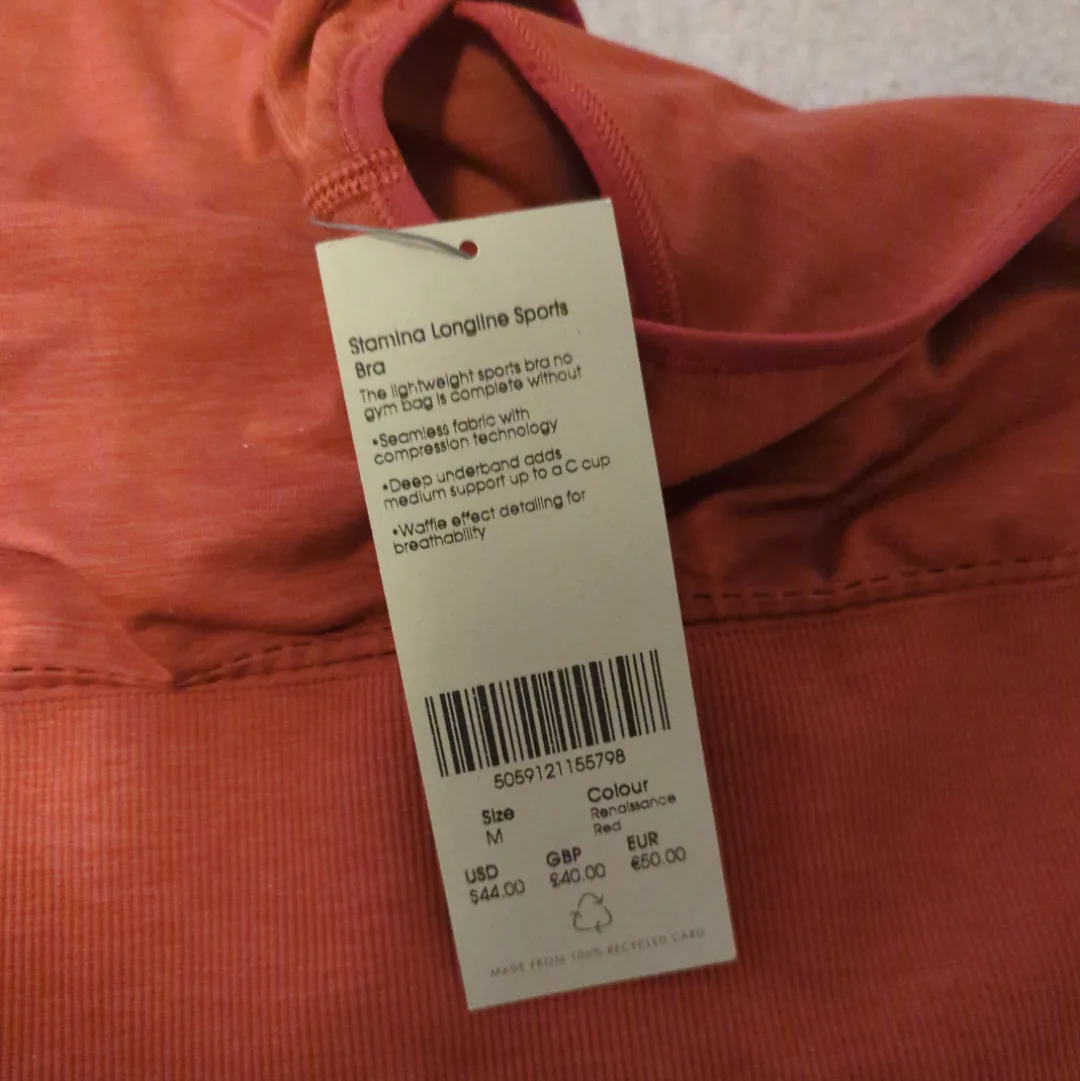 Stamina Longline Sports
Bra
The lightweight sports bra no
gym bag is complete without
•Seamless fabric with
compression technology
•Deep underband adds
medium support up to a C cup
•Waffle effect detailing for
breathability
5059121155798
Size
M
Colour
Renaissance
Red
USD
$44.00
GBP
£40.00
EUR
€50.00
MADE FROM 100% RECYCLED CARD